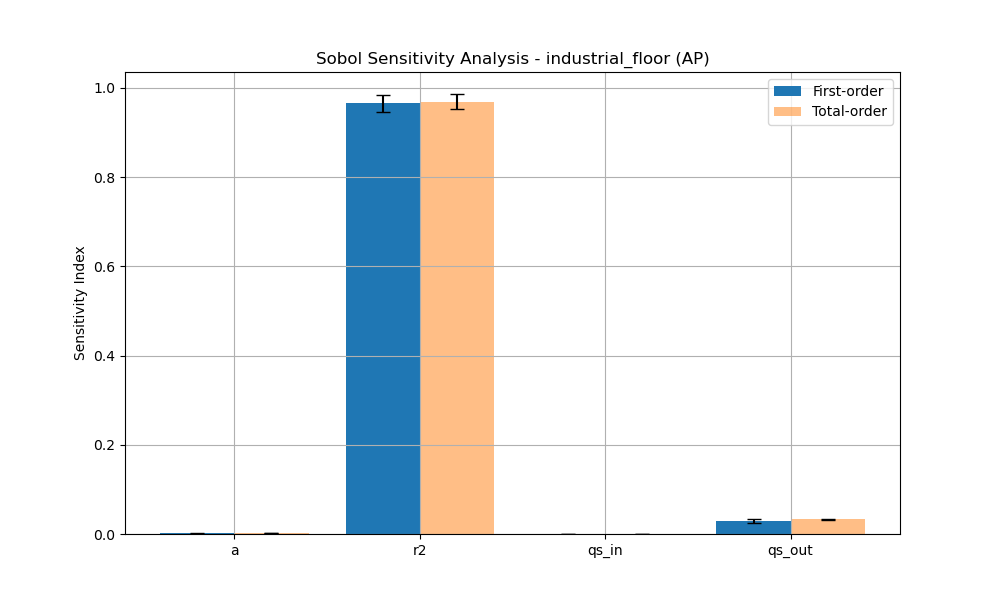 Sobol Sensitivity Analysis - industrial_floor (AP)
First-order
Total-order
Sensitivity Index
1.0
0.8
0.6
0.4
0.2
0.0
a
r2
qs_in
qs_out